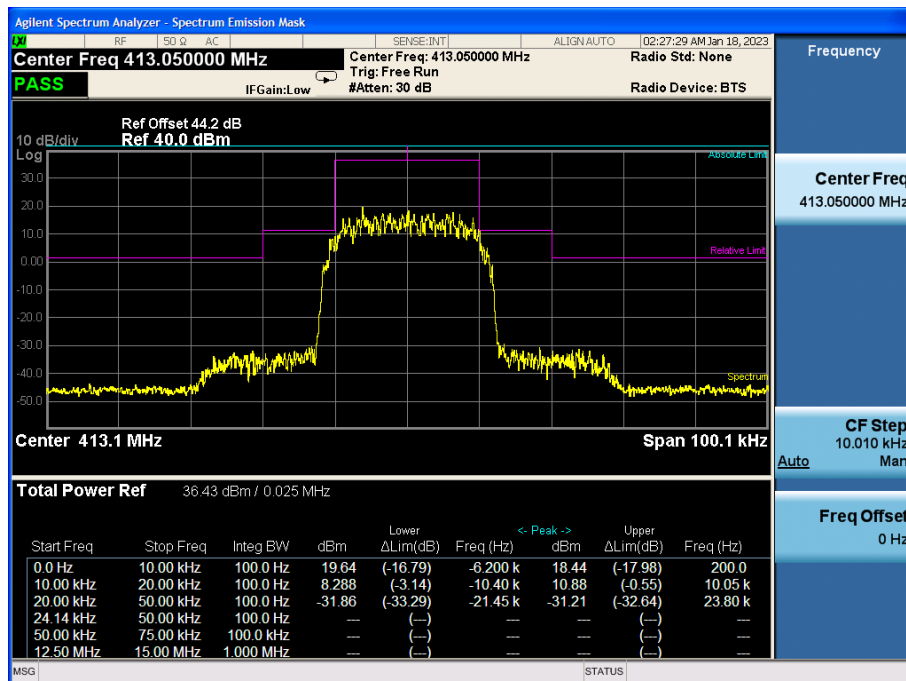 Agilent Spectrum Analyzer - Spectrum Emission Mask
LXI RF 50 Ω AC SENSE:INT ALIGN AUTO 02:27:29 AM Jan 18, 2023
Center Freq 413.050000 MHz Center Freq: 413.050000 MHz Radio Std: None
Trig: Free Run
PASS IFGain:Low #Atten: 30 dB Radio Device: BTS
Frequency
Ref Offset 44.2 dB
10 dB/div Ref 40.0 dBm
Log
Absolute Limit
30.0
20.0
10.0
Relative Limit
0.00
-10.0
-20.0
-30.0
-40.0
Spectrum
-50.0
Center 413.1 MHz Span 100.1 kHz
Center Freq
413.050000 MHz
CF Step
10.010 kHz
Auto Man
Freq Offset
0 Hz
Total Power Ref 36.43 dBm / 0.025 MHz
Lower <- Peak -> Upper
Start Freq Stop Freq Integ BW dBm ΔLim(dB) Freq (Hz) dBm ΔLim(dB) Freq (Hz)
0.0 Hz 10.00 kHz 100.0 Hz 19.64 (-16.79) -6.200 k 18.44 (-17.98) 200.0
10.00 kHz 20.00 kHz 100.0 Hz 8.288 (-3.14) -10.40 k 10.88 (-0.55) 10.05 k
20.00 kHz 50.00 kHz 100.0 Hz -31.86 (-33.29) -21.45 k -31.21 (-32.64) 23.80 k
24.14 kHz 50.00 kHz 100.0 Hz --- (---) --- --- (---) ---
50.00 kHz 75.00 kHz 100.0 kHz --- (---) --- --- (---) ---
12.50 MHz 15.00 MHz 1.000 MHz --- (---) --- --- (---) ---
MSG STATUS